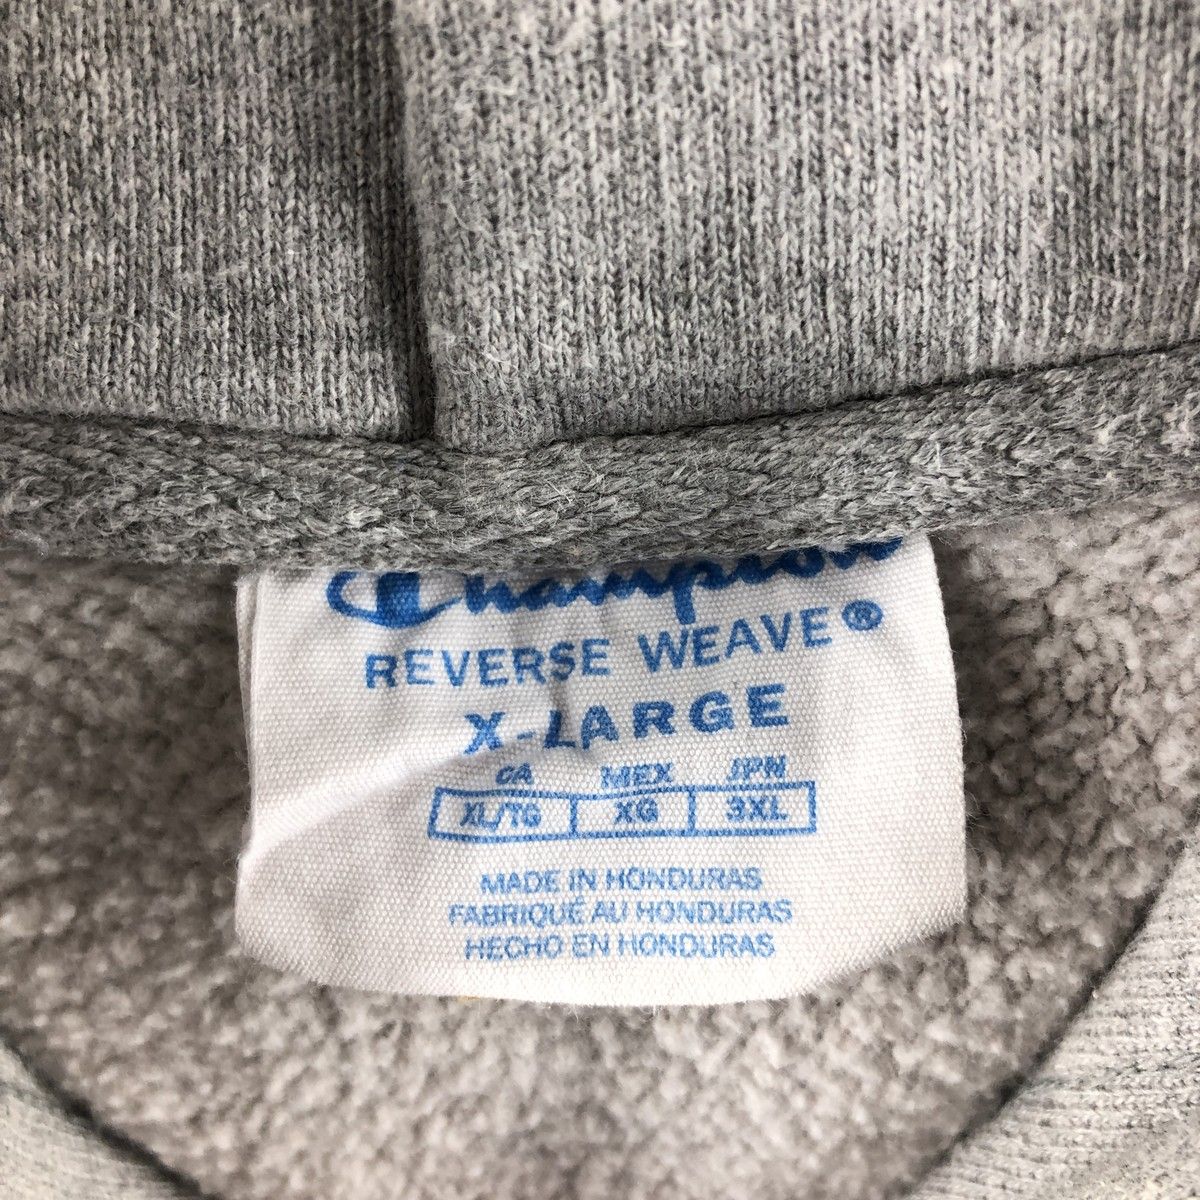 Champion
REVERSE WEAVE®
X-LARGE
CA MEX JPN
XL/TG XG 3XL
MADE IN HONDURAS
FABRIQUÉ AU HONDURAS
HECHO EN HONDURAS